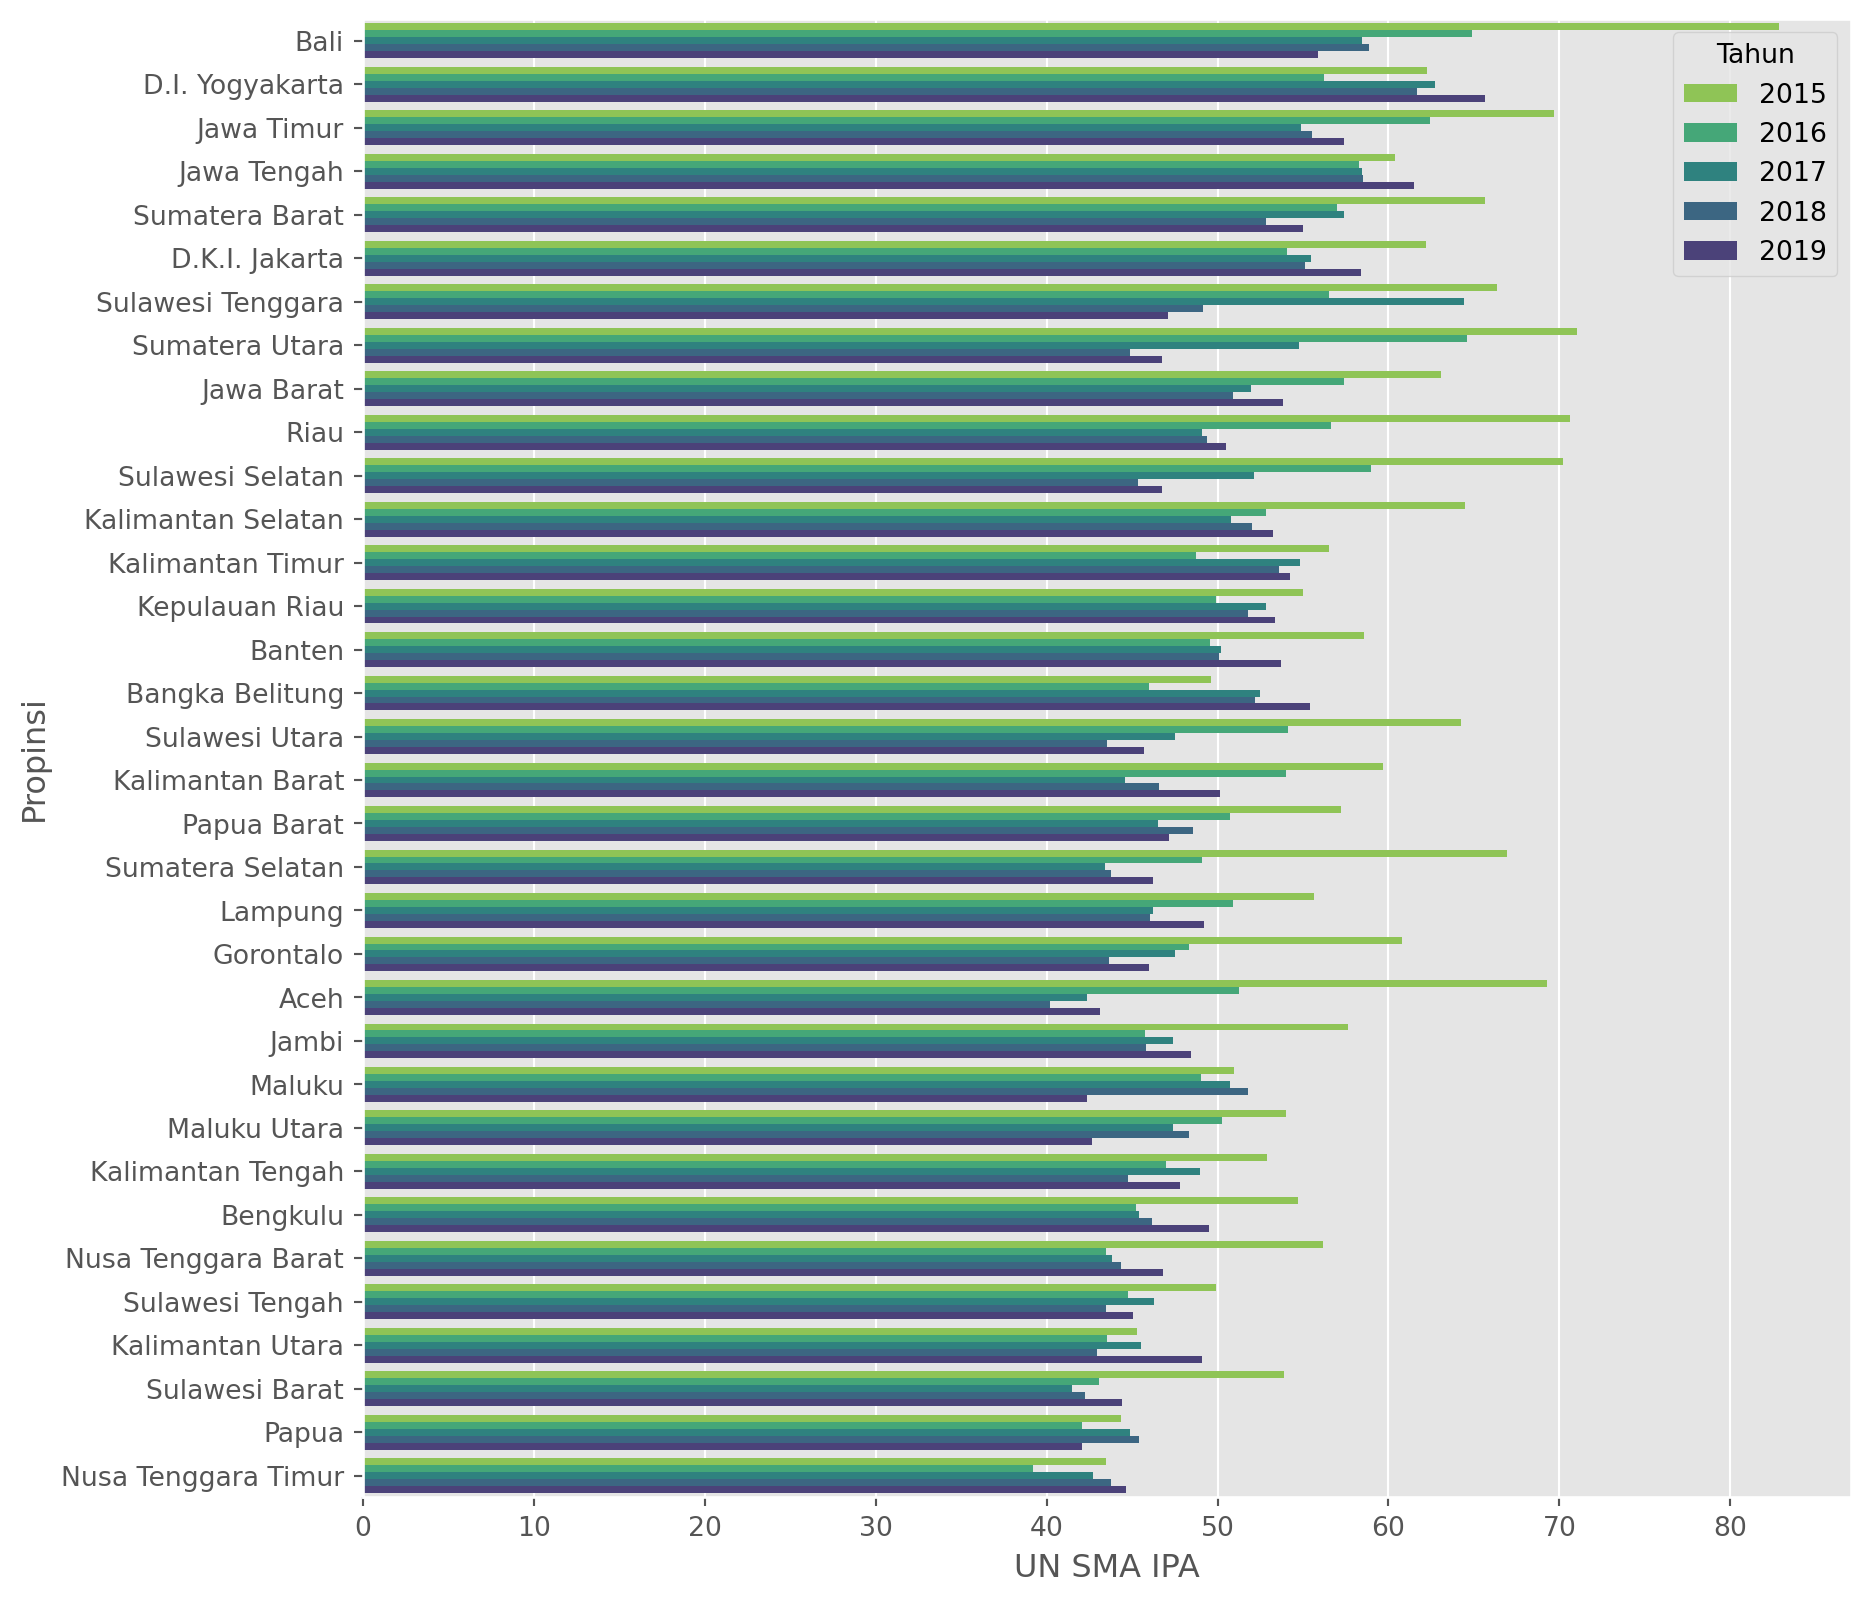 Bali
D.I. Yogyakarta
Jawa Timur
Jawa Tengah
Sumatera Barat
D.K.I. Jakarta
Sulawesi Tenggara
Sumatera Utara
Jawa Barat
Riau
Sulawesi Selatan
Kalimantan Selatan
Kalimantan Timur
Kepulauan Riau
Banten
Bangka Belitung
Sulawesi Utara
Kalimantan Barat
Papua Barat
Sumatera Selatan
Lampung
Gorontalo
Aceh
Jambi
Maluku
Maluku Utara
Kalimantan Tengah
Bengkulu
Nusa Tenggara Barat
Sulawesi Tengah
Kalimantan Utara
Sulawesi Barat
Papua
Nusa Tenggara Timur
Propinsi
0 10 20 30 40 50 60 70 80
UN SMA IPA
Tahun
2015
2016
2017
2018
2019